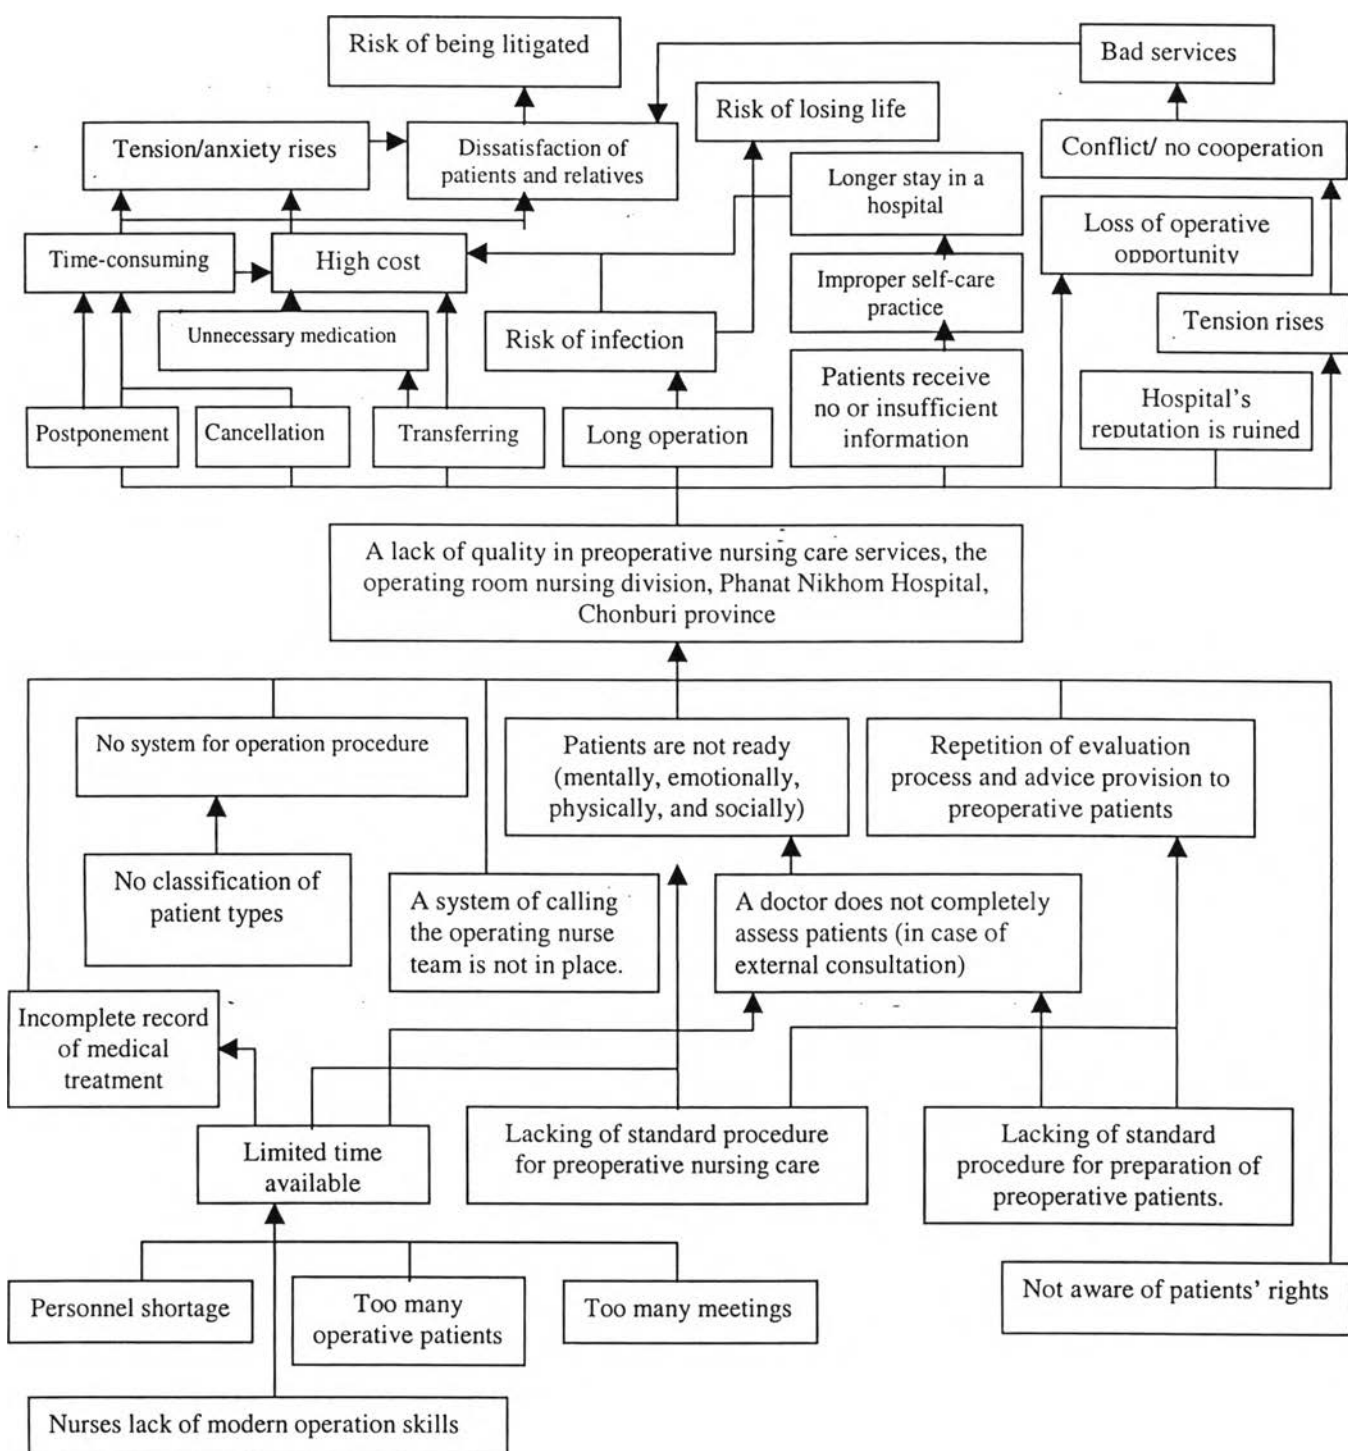 Risk of being litigated
Bad services
Risk of losing life
Tension/anxiety rises
Dissatisfaction of
patients and relatives
Conflict/ no cooperation
Longer stay in a
hospital
Loss of operative
opportunity
Time-consuming
High cost
Improper self-care
practice
Unnecessary medication
Risk of infection
Tension rises
Patients receive
no or insufficient
information
Hospital's
reputation is ruined
Postponement
Cancellation
Transferring
Long operation
A lack of quality in preoperative nursing care services, the
operating room nursing division, Phanat Nikhom Hospital,
Chonburi province
No system for operation procedure
Patients are not ready
(mentally, emotionally,
physically, and socially)
Repetition of evaluation
process and advice provision to
preoperative patients
No classification of
patient types
A system of calling
the operating nurse
team is not in place.
A doctor does not completely
assess patients (in case of
external consultation)
Incomplete record
of medical
treatment
Limited time
available
Lacking of standard procedure
for preoperative nursing care
Lacking of standard
procedure for preparation of
preoperative patients.
Personnel shortage
Too many
operative patients
Too many meetings
Not aware of patients' rights
Nurses lack of modern operation skills